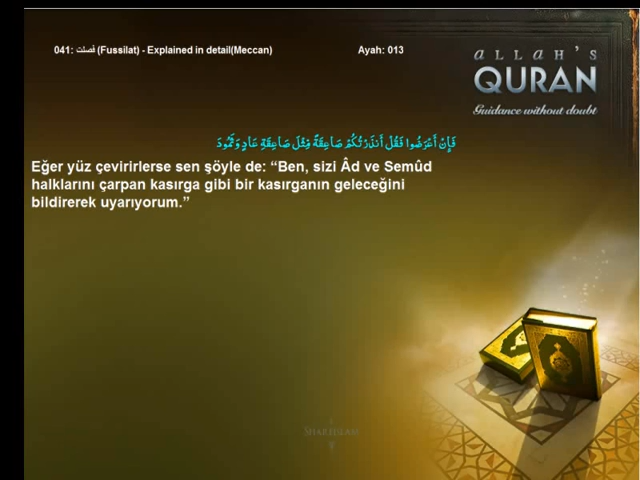 041: فصلت (Fussilat) - Explained in detail(Meccan) Ayah: 013
ALLAH'S
QURAN
Guidance without doubt
فَإِنْ أَعْرَضُوا فَقُلْ أَنذَرْتُكُمْ صَاعِقَةً مِّثْلَ صَاعِقَةِ عَادٍ وَثَمُودَ
Eğer yüz çevirirlerse sen şöyle de: “Ben, sizi Âd ve Semûd
halklarını çarpan kasırga gibi bir kasırganın geleceğini
bildirerek uyarıyorum.”